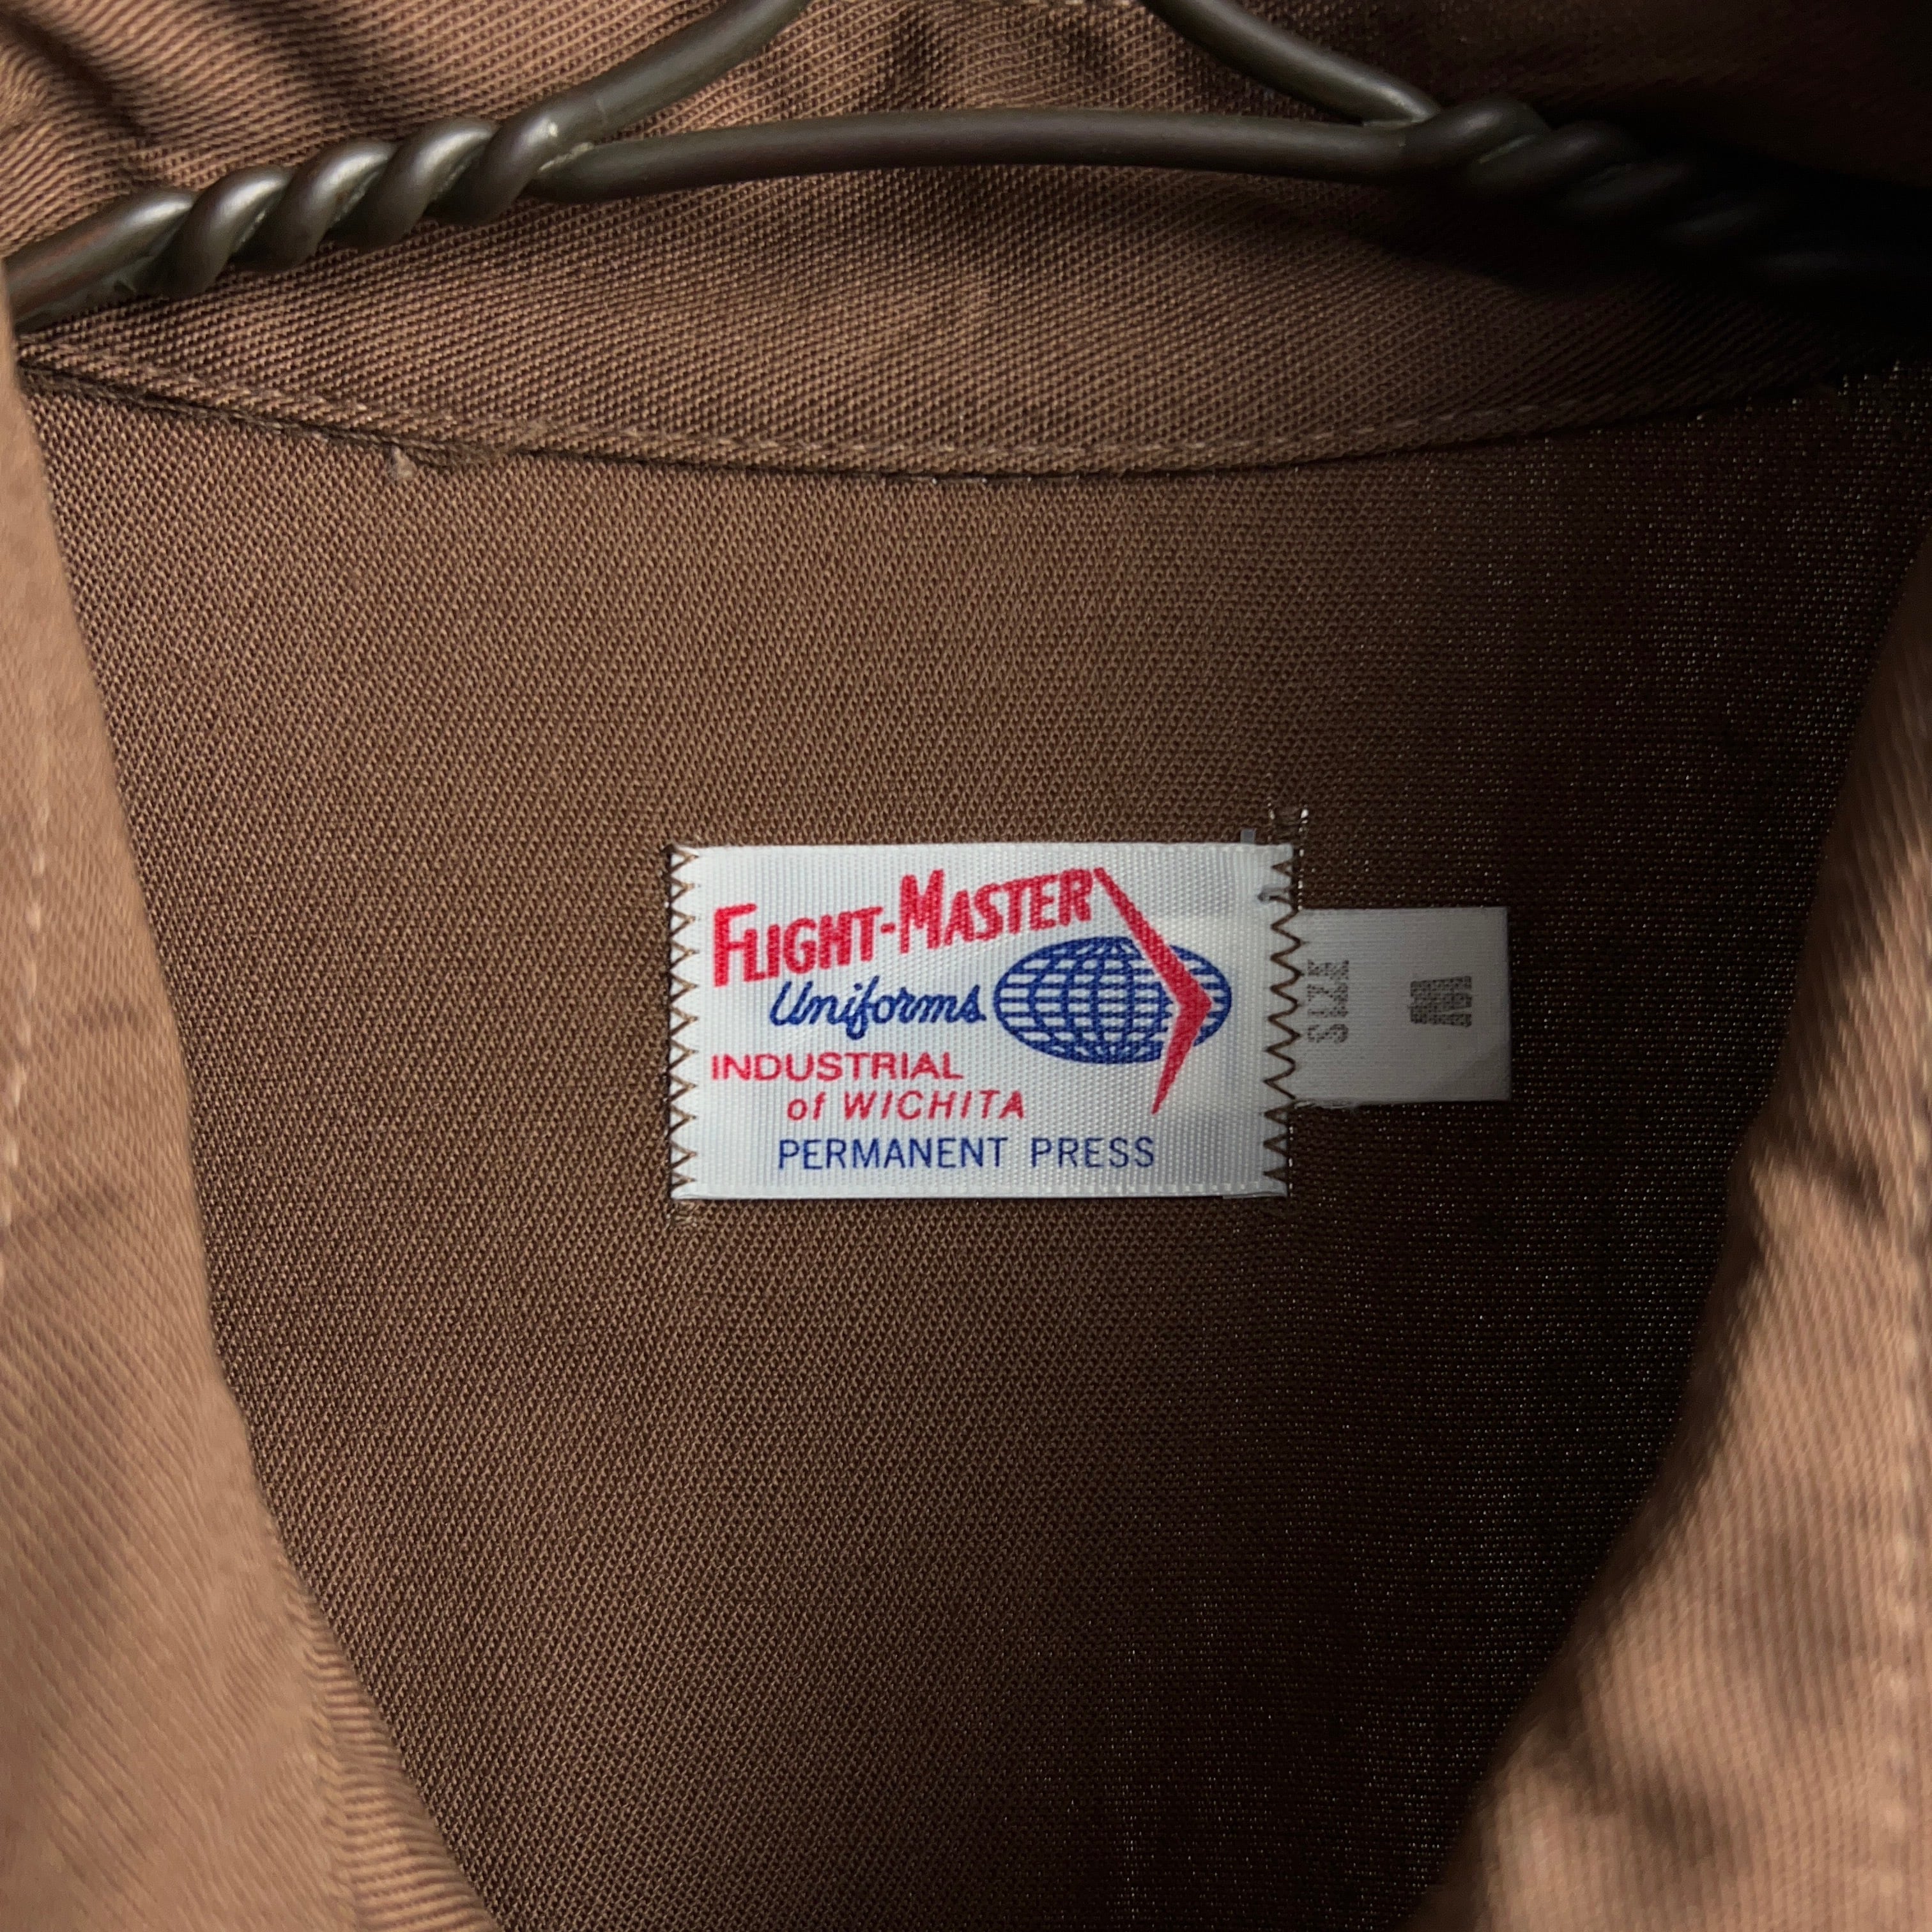 FLIGHT-MASTER
Uniforms
INDUSTRIAL
of WICHITA
PERMANENT PRESS
SIZE
M